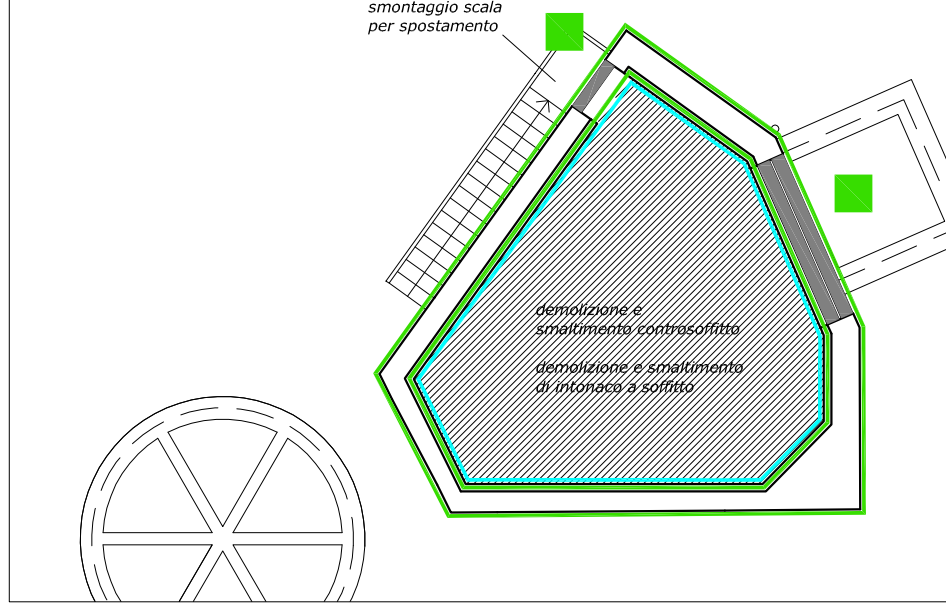 smontaggio scala
per spostamento
demolizione e
smaltimento controsoffitto
demolizione e smaltimento
di intonaco a soffitto